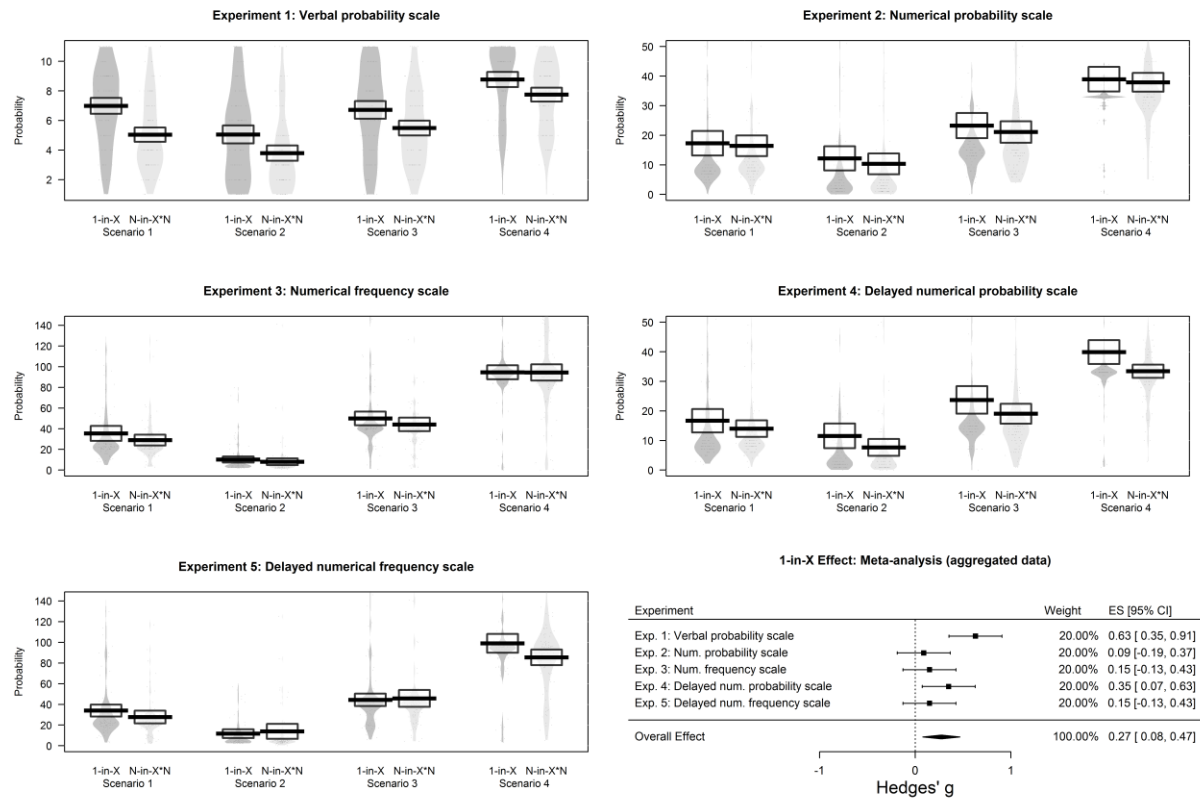 Experiment 1: Verbal probability scale
Probability
10
8
6
4
2
1-in-X N-in-X*N 1-in-X N-in-X*N 1-in-X N-in-X*N 1-in-X N-in-X*N
Scenario 1 Scenario 2 Scenario 3 Scenario 4
Experiment 2: Numerical probability scale
Probability
50
40
30
20
10
0
1-in-X N-in-X*N 1-in-X N-in-X*N 1-in-X N-in-X*N 1-in-X N-in-X*N
Scenario 1 Scenario 2 Scenario 3 Scenario 4
Experiment 3: Numerical frequency scale
Probability
140
120
100
80
60
40
20
0
1-in-X N-in-X*N 1-in-X N-in-X*N 1-in-X N-in-X*N 1-in-X N-in-X*N
Scenario 1 Scenario 2 Scenario 3 Scenario 4
Experiment 4: Delayed numerical probability scale
Probability
50
40
30
20
10
0
1-in-X N-in-X*N 1-in-X N-in-X*N 1-in-X N-in-X*N 1-in-X N-in-X*N
Scenario 1 Scenario 2 Scenario 3 Scenario 4
Experiment 5: Delayed numerical frequency scale
Probability
140
120
100
80
60
40
20
0
1-in-X N-in-X*N 1-in-X N-in-X*N 1-in-X N-in-X*N 1-in-X N-in-X*N
Scenario 1 Scenario 2 Scenario 3 Scenario 4
1-in-X Effect: Meta-analysis (aggregated data)
Experiment Weight ES [95% CI]
Exp. 1: Verbal probability scale 20.00% 0.63 [ 0.35, 0.91]
Exp. 2: Num. probability scale 20.00% 0.09 [-0.19, 0.37]
Exp. 3: Num. frequency scale 20.00% 0.15 [-0.13, 0.43]
Exp. 4: Delayed num. probability scale 20.00% 0.35 [ 0.07, 0.63]
Exp. 5: Delayed num. frequency scale 20.00% 0.15 [-0.13, 0.43]
Overall Effect 100.00% 0.27 [ 0.08, 0.47]
-1 0 1
Hedges' g